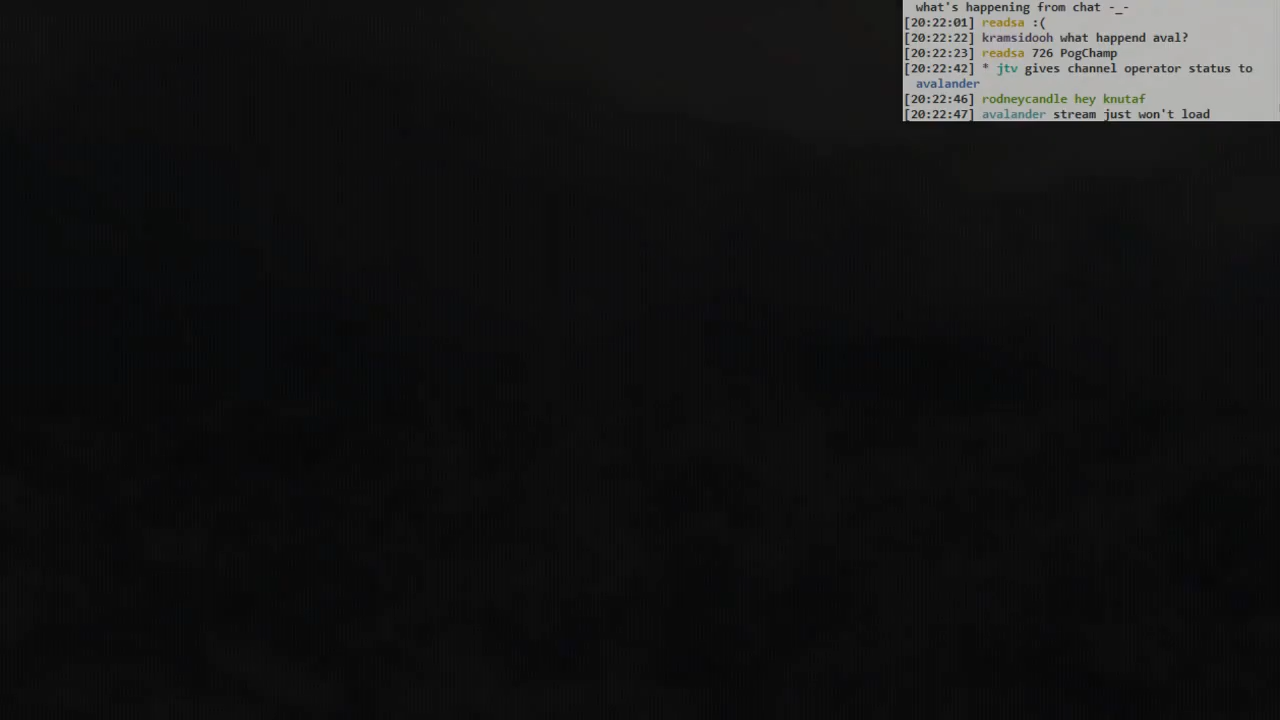 what's happening from chat -_-
[20:22:01] readsa :(
[20:22:22] kramsidooh what happend aval?
[20:22:23] readsa 726 PogChamp
[20:22:42] * jtv gives channel operator status to
avalander
[20:22:46] rodneycandle hey knutaf
[20:22:47] avalander stream just won't load